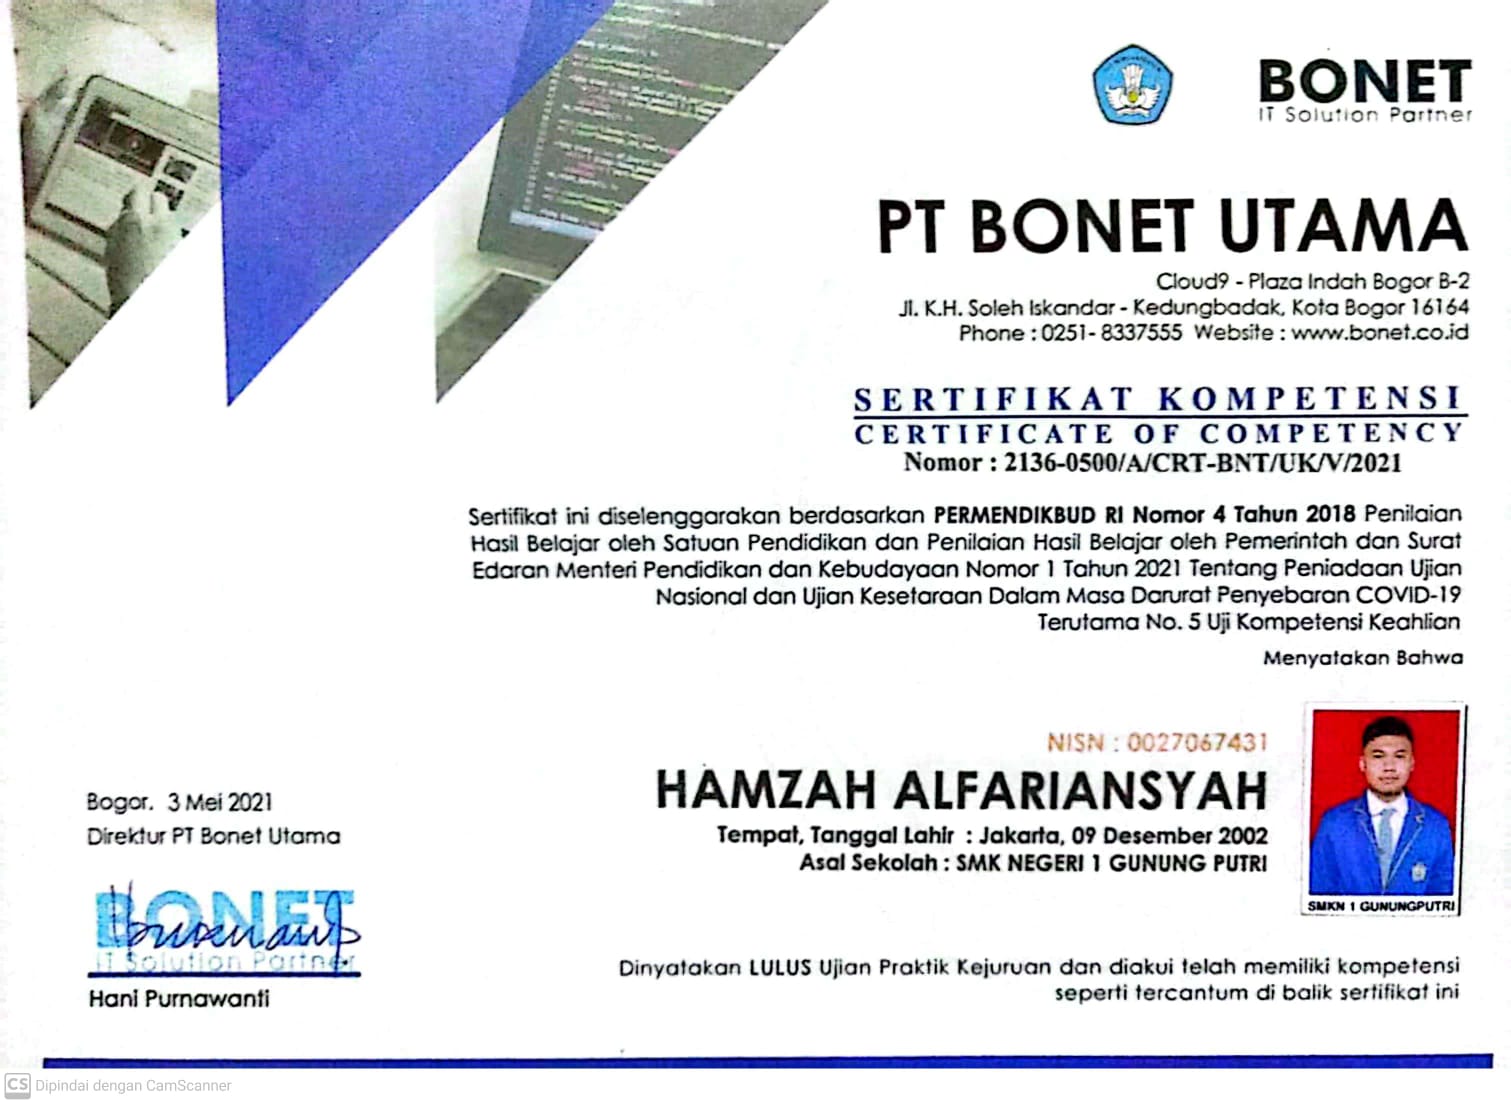 BONET
IT Solution Partner
PT BONET UTAMA
Cloud9 - Plaza Indah Bogor B-2
Jl. K.H. Soleh Iskandar - Kedungbadak, Kota Bogor 16164
Phone : 0251- 8337555 Website : www.bonet.co.id
SERTIFIKAT KOMPETENSI
CERTIFICATE OF COMPETENCY
Nomor : 2136-0500/A/CRT-BNT/UK/V/2021
Sertifikat ini diselenggarakan berdasarkan PERMENDIKBUD RI Nomor 4 Tahun 2018 Penilaian
Hasil Belajar oleh Satuan Pendidikan dan Penilaian Hasil Belajar oleh Pemerintah dan Surat
Edaran Menteri Pendidikan dan Kebudayaan Nomor 1 Tahun 2021 Tentang Peniadaan Ujian
Nasional dan Ujian Kesetaraan Dalam Masa Darurat Penyebaran COVID-19
Terutama No. 5 Uji Kompetensi Keahlian
Menyatakan Bahwa
NISN : 0027067431
HAMZAH ALFARIANSYAH
Tempat, Tanggal Lahir : Jakarta, 09 Desember 2002
Asal Sekolah : SMK NEGERI 1 GUNUNG PUTRI
SMKN 1 GUNUNGPUTRI
Bogor. 3 Mei 2021
Direktur PT Bonet Utama
BONET
IT Solution Partner
Hani Purnawanti
Dinyatakan LULUS Ujian Praktik Kejuruan dan diakui telah memiliki kompetensi
seperti tercantum di balik sertifikat ini
CS Dipindai dengan CamScanner